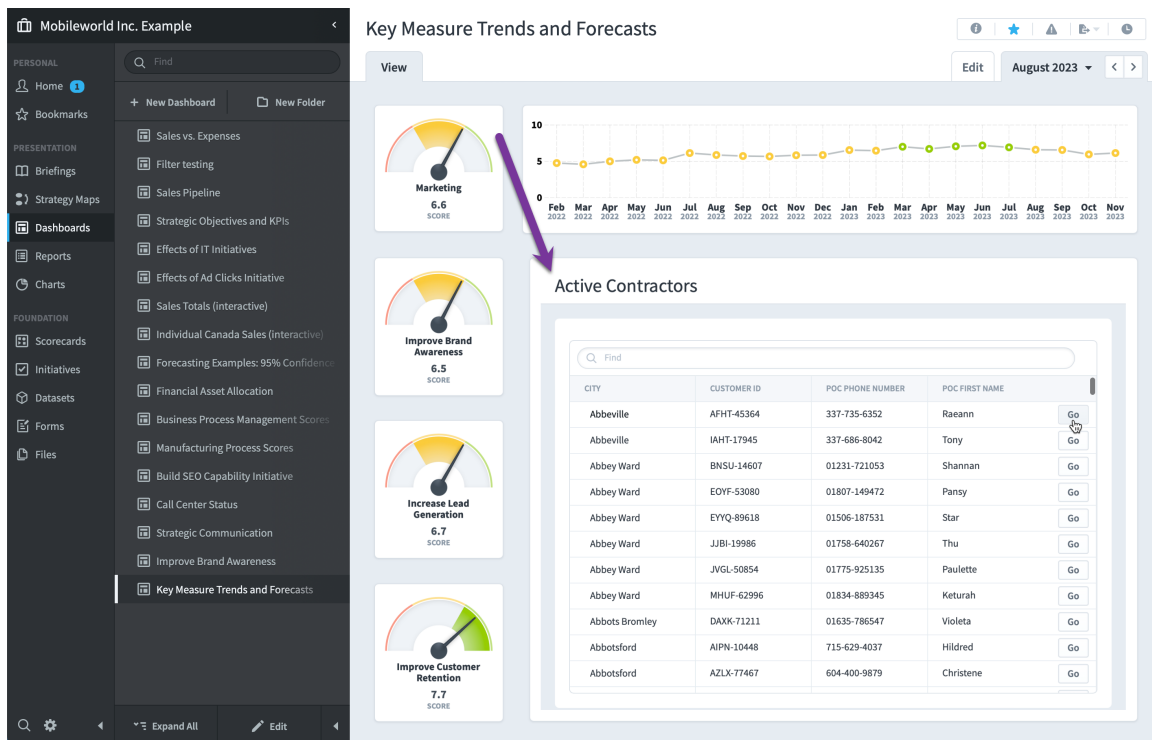 Mobileworld Inc. Example
PERSONAL
Home 1
Bookmarks
PRESENTATION
Briefings
Strategy Maps
Dashboards
Reports
Charts
FOUNDATION
Scorecards
Initiatives
Datasets
Forms
Files
Find
+ New Dashboard
New Folder
Sales vs. Expenses
Filter testing
Sales Pipeline
Strategic Objectives and KPIs
Effects of IT Initiatives
Effects of Ad Clicks Initiative
Sales Totals (interactive)
Individual Canada Sales (interactive)
Forecasting Examples: 95% Confidence
Financial Asset Allocation
Business Process Management Scores
Manufacturing Process Scores
Build SEO Capability Initiative
Call Center Status
Strategic Communication
Improve Brand Awareness
Key Measure Trends and Forecasts
Expand All
Edit
Key Measure Trends and Forecasts
View
Edit
August 2023
Marketing
6.6
SCORE
Improve Brand
Awareness
6.5
SCORE
Increase Lead
Generation
6.7
SCORE
Improve Customer
Retention
7.7
SCORE
10
5
0
Feb Mar Apr May Jun Jul Aug Sep Oct Nov Dec Jan Feb Mar Apr May Jun Jul Aug Sep Oct Nov
2022 2022 2022 2022 2022 2022 2022 2022 2022 2022 2022 2023 2023 2023 2023 2023 2023 2023 2023 2023 2023 2023
Active Contractors
Find
CITY CUSTOMER ID POC PHONE NUMBER POC FIRST NAME
Abbeville AFHT-45364 337-735-6352 Raeann Go
Abbeville IAHT-17945 337-686-8042 Tony Go
Abbey Ward BNSU-14607 01231-721053 Shannan Go
Abbey Ward EOYF-53080 01807-149472 Pansy Go
Abbey Ward EYYQ-89618 01506-187531 Star Go
Abbey Ward JJBI-19986 01758-640267 Thu Go
Abbey Ward JVGL-50854 01775-925135 Paulette Go
Abbey Ward MHUF-62996 01834-889345 Keturah Go
Abbots Bromley DAXK-71211 01635-786547 Violeta Go
Abbotsford AIPN-10448 715-629-4037 Hildred Go
Abbotsford AZLX-77467 604-400-9879 Christene Go